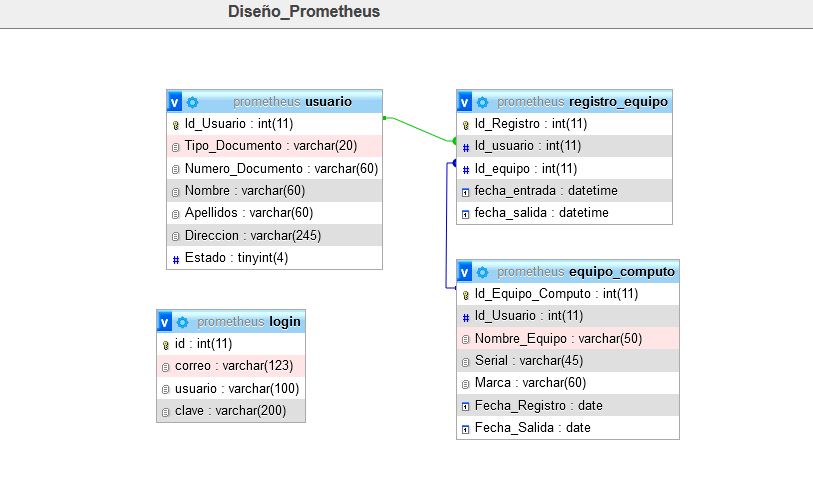 Diseño_Prometheus
v prometheus usuario
Id_Usuario : int(11)
Tipo_Documento : varchar(20)
Numero_Documento : varchar(60)
Nombre : varchar(60)
Apellidos : varchar(60)
Direccion : varchar(245)
# Estado : tinyint(4)
v prometheus registro_equipo
Id_Registro : int(11)
# Id_usuario : int(11)
# Id_equipo : int(11)
fecha_entrada : datetime
fecha_salida : datetime
v prometheus equipo_computo
Id_Equipo_Computo : int(11)
# Id_Usuario : int(11)
Nombre_Equipo : varchar(50)
Serial : varchar(45)
Marca : varchar(60)
Fecha_Registro : date
Fecha_Salida : date
v prometheus login
id : int(11)
correo : varchar(123)
usuario : varchar(100)
clave : varchar(200)